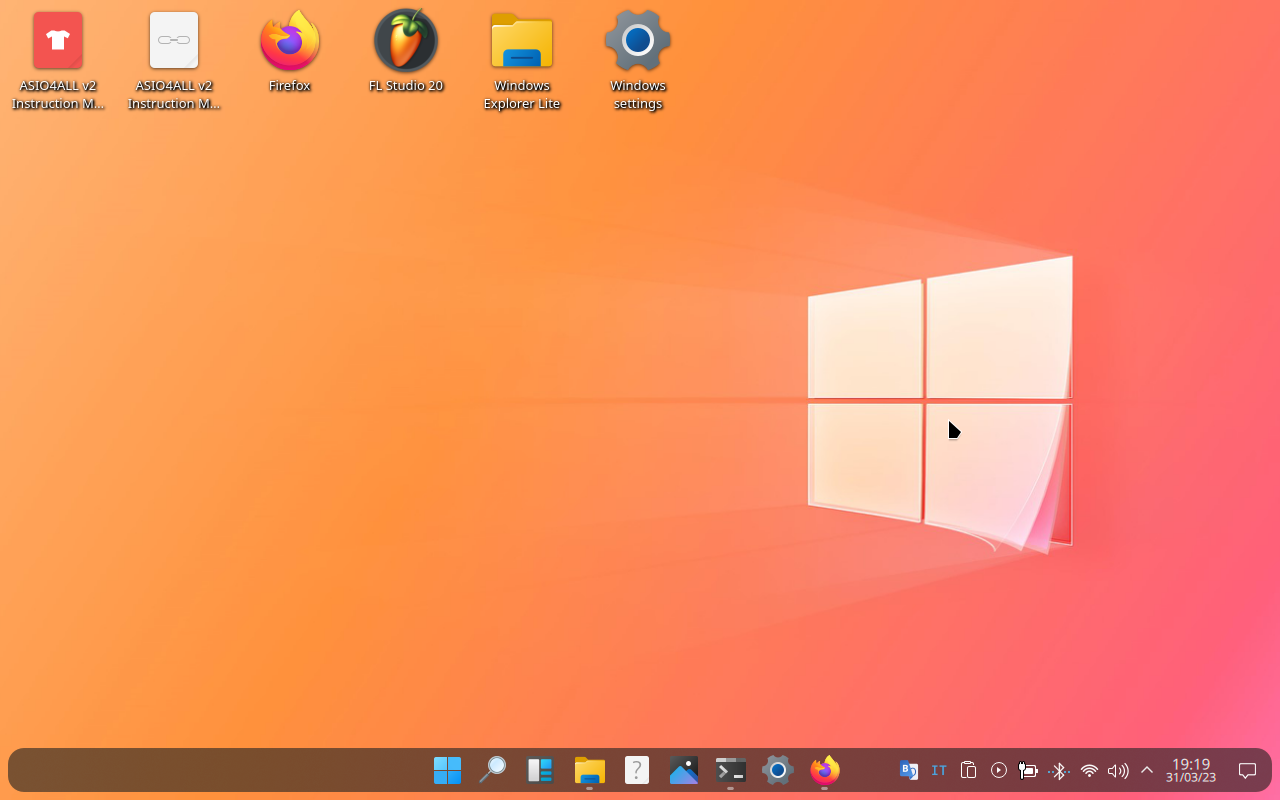 ASIO4ALL v2
Instruction M...
ASIO4ALL v2
Instruction M...
Firefox
FL Studio 20
Windows
Explorer Lite
Windows
settings
?
B
IT
19:19
31/03/23